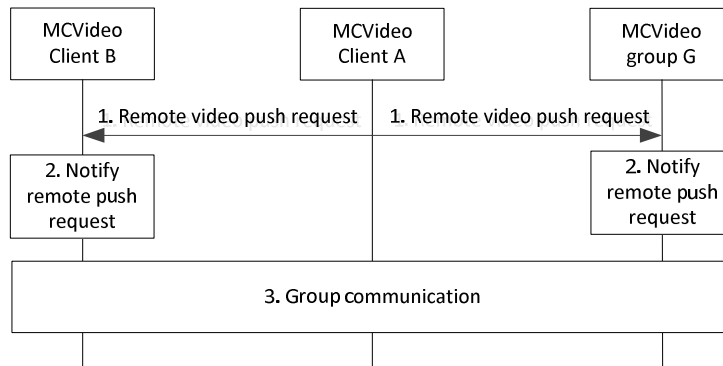 MCVideo
Client B
MCVideo
Client A
MCVideo
group G
1. Remote video push request
1. Remote video push request
2. Notify
remote push
request
2. Notify
remote push
request
3. Group communication